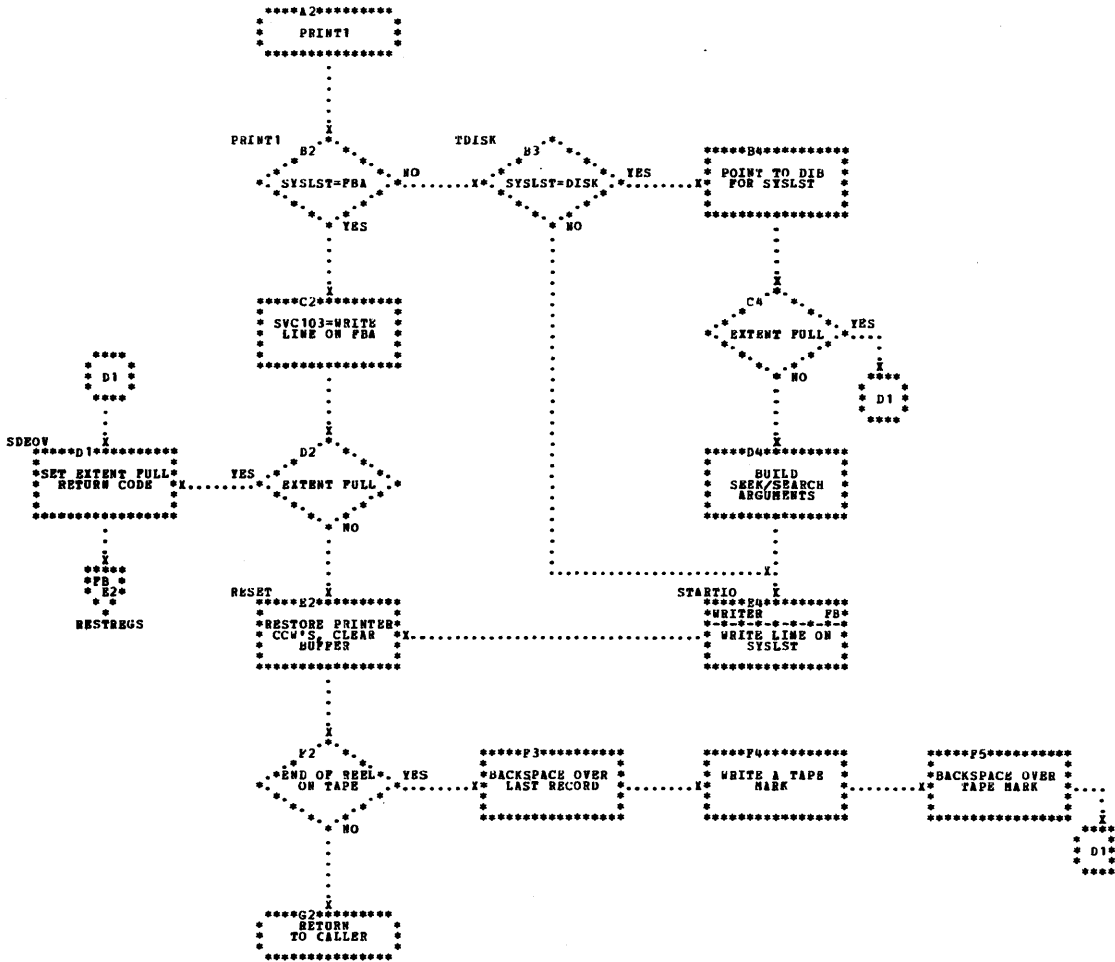 A2
PRINT1
PRINT1
B2
SYSLST=FBA
NO
YES
TDISK
B3
SYSLST=DISK
YES
NO
B4
POINT TO DIB
FOR SYSLST
C2
SVC103=WRITE
LINE ON FBA
C4
EXTENT FULL
YES
NO
D1
D1
SDEOV
D1
SET EXTENT FULL
RETURN CODE
YES
D2
EXTENT FULL
NO
D4
BUILD
SEEK/SEARCH
ARGUMENTS
FB
E2
RESTREGS
RESET
E2
RESTORE PRINTER
CCW'S, CLEAR
BUFFER
STARTIO
E4
WRITER FB
WRITE LINE ON
SYSLST
F2
END OF REEL
ON TAPE
YES
NO
F3
BACKSPACE OVER
LAST RECORD
F4
WRITE A TAPE
MARK
F5
BACKSPACE OVER
TAPE MARK
D1
G2
RETURN
TO CALLER